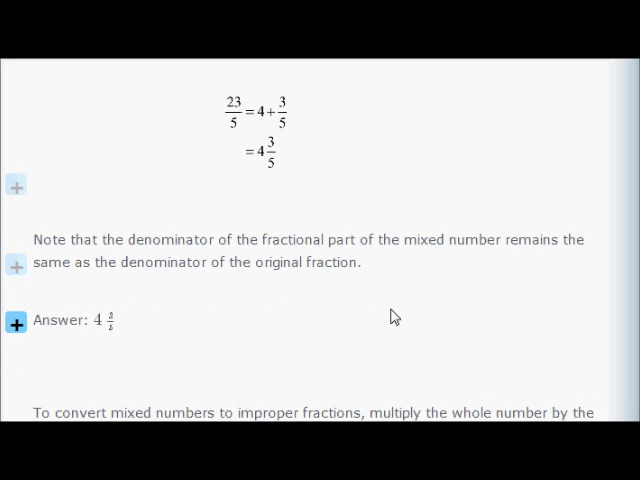 23/5 = 4 + 3/5
= 4 3/5
Note that the denominator of the fractional part of the mixed number remains the
same as the denominator of the original fraction.
Answer: 4 3/5
To convert mixed numbers to improper fractions, multiply the whole number by the